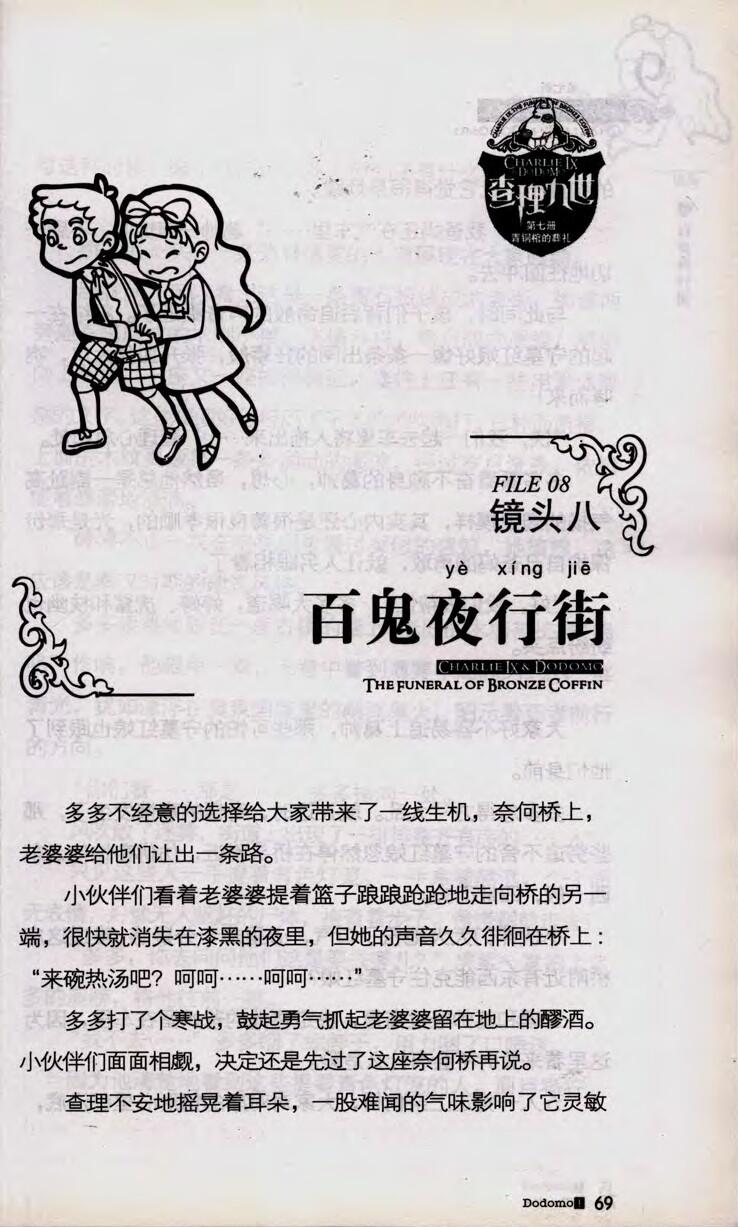 CHARLIE IX:THE FUNERAL OF BRONZE COFFIN
CHARLIE IX
& DODOMO
查理九世
第七册
青铜棺的葬礼
FILE 08
镜头八
yè xíng jiē
百鬼夜行街
CHARLIE IX & DODOMO
THE FUNERAL OF BRONZE COFFIN
多多不经意的选择给大家带来了一线生机，奈何桥上，
老婆婆给他们让出一条路。
小伙伴们看着老婆婆提着篮子踉踉跄跄地走向桥的另一
端，很快就消失在漆黑的夜里，但她的声音久久徘徊在桥上：
“来碗热汤吧？呵呵……呵呵……”
多多打了个寒战，鼓起勇气抓起老婆婆留在地上的醪酒。
小伙伴们面面相觑，决定还是先过了这座奈何桥再说。
查理不安地摇晃着耳朵，一股难闻的气味影响了它灵敏
Dodomo! 69